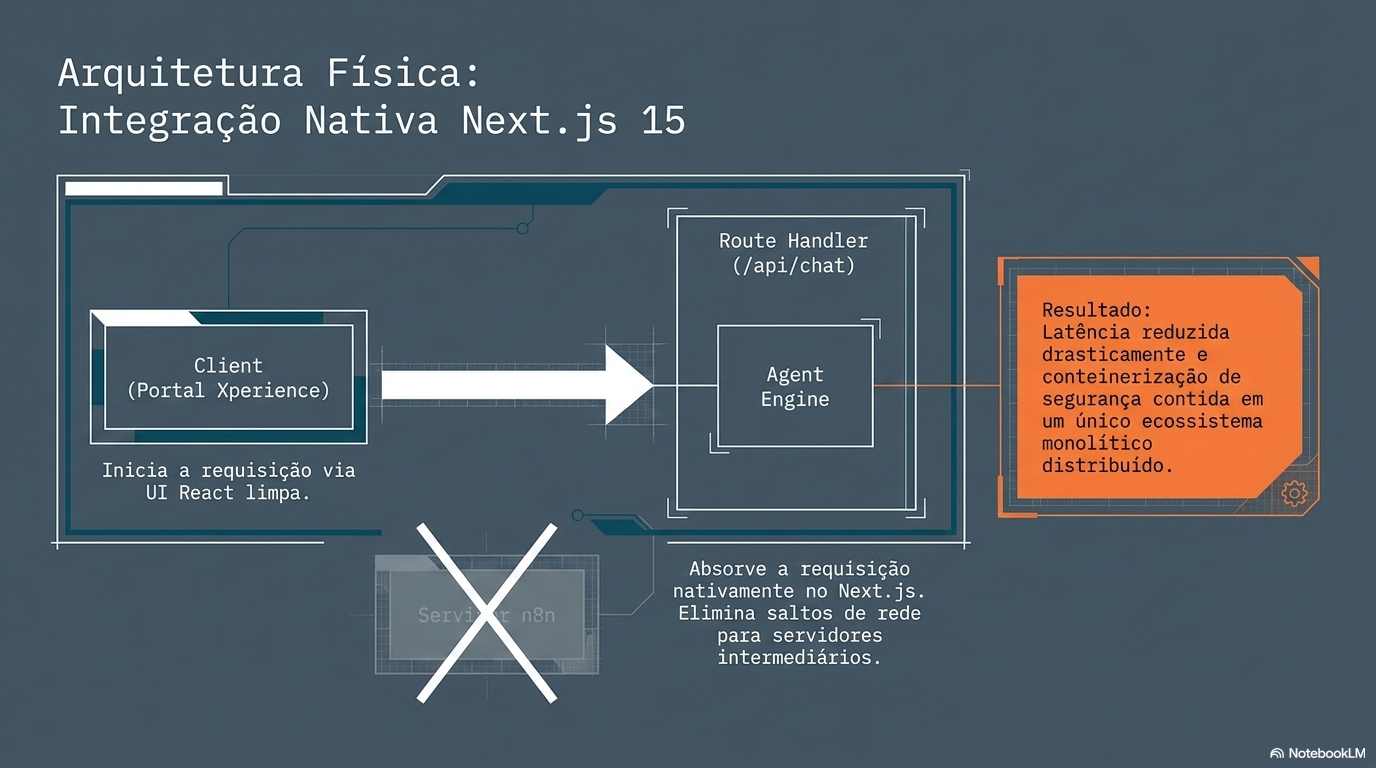 Arquitetura Física:
Integração Nativa Next.js 15
Route Handler
(/api/chat)
Client
(Portal Xperience)
Agent
Engine
Inicia a requisição via
UI React limpa.
Resultado:
Latência reduzida
drasticamente e
conteinerização de
segurança contida em
um único ecossistema
monolítico
distribuído.
Servidor n8n
Absorve a requisição
nativamente no Next.js.
Elimina saltos de rede
para servidores
intermediários.
NotebookLM